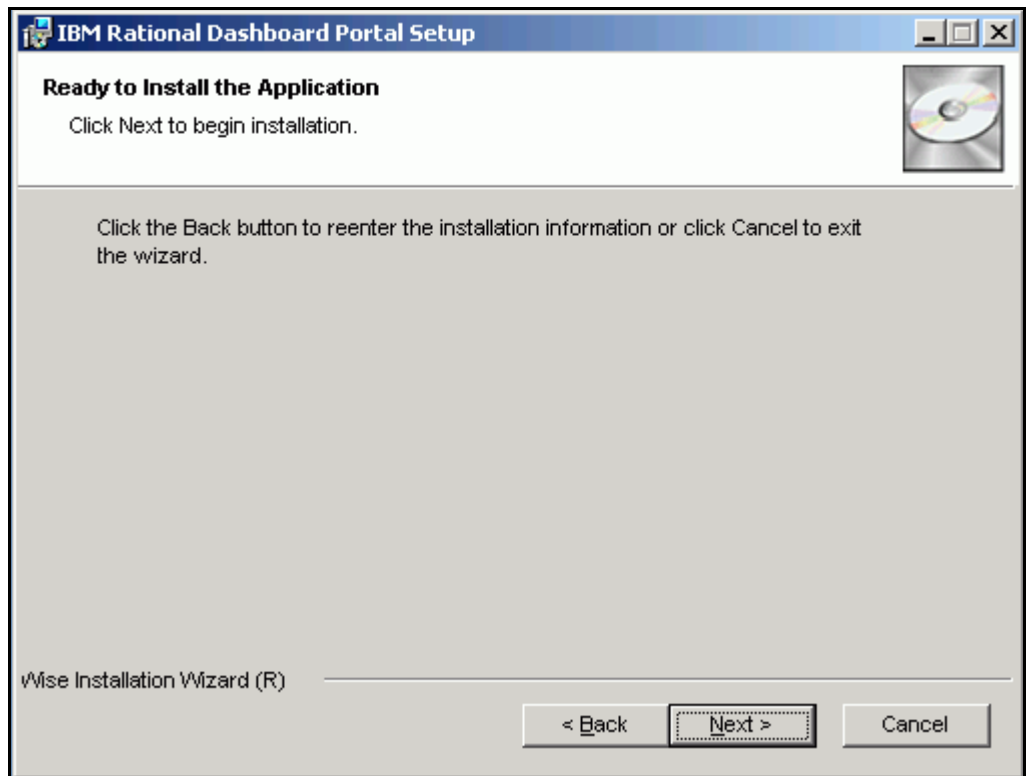 IBM Rational Dashboard Portal Setup
Ready to Install the Application
Click Next to begin installation.
Click the Back button to reenter the installation information or click Cancel to exit
the wizard.
Wise Installation Wizard (R)
< Back Next > Cancel